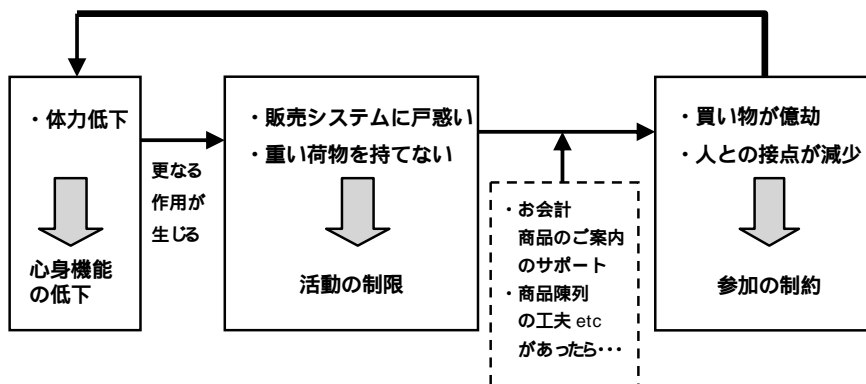 ・体力低下
心身機能
の低下
更なる
作用が
生じる
・販売システムに戸惑い
・重い荷物を持てない
活動の制限
・お会計
商品のご案内
のサポート
・商品陳列
の工夫 etc
があったら・・・
・買い物が億劫
・人との接点が減少
参加の制約